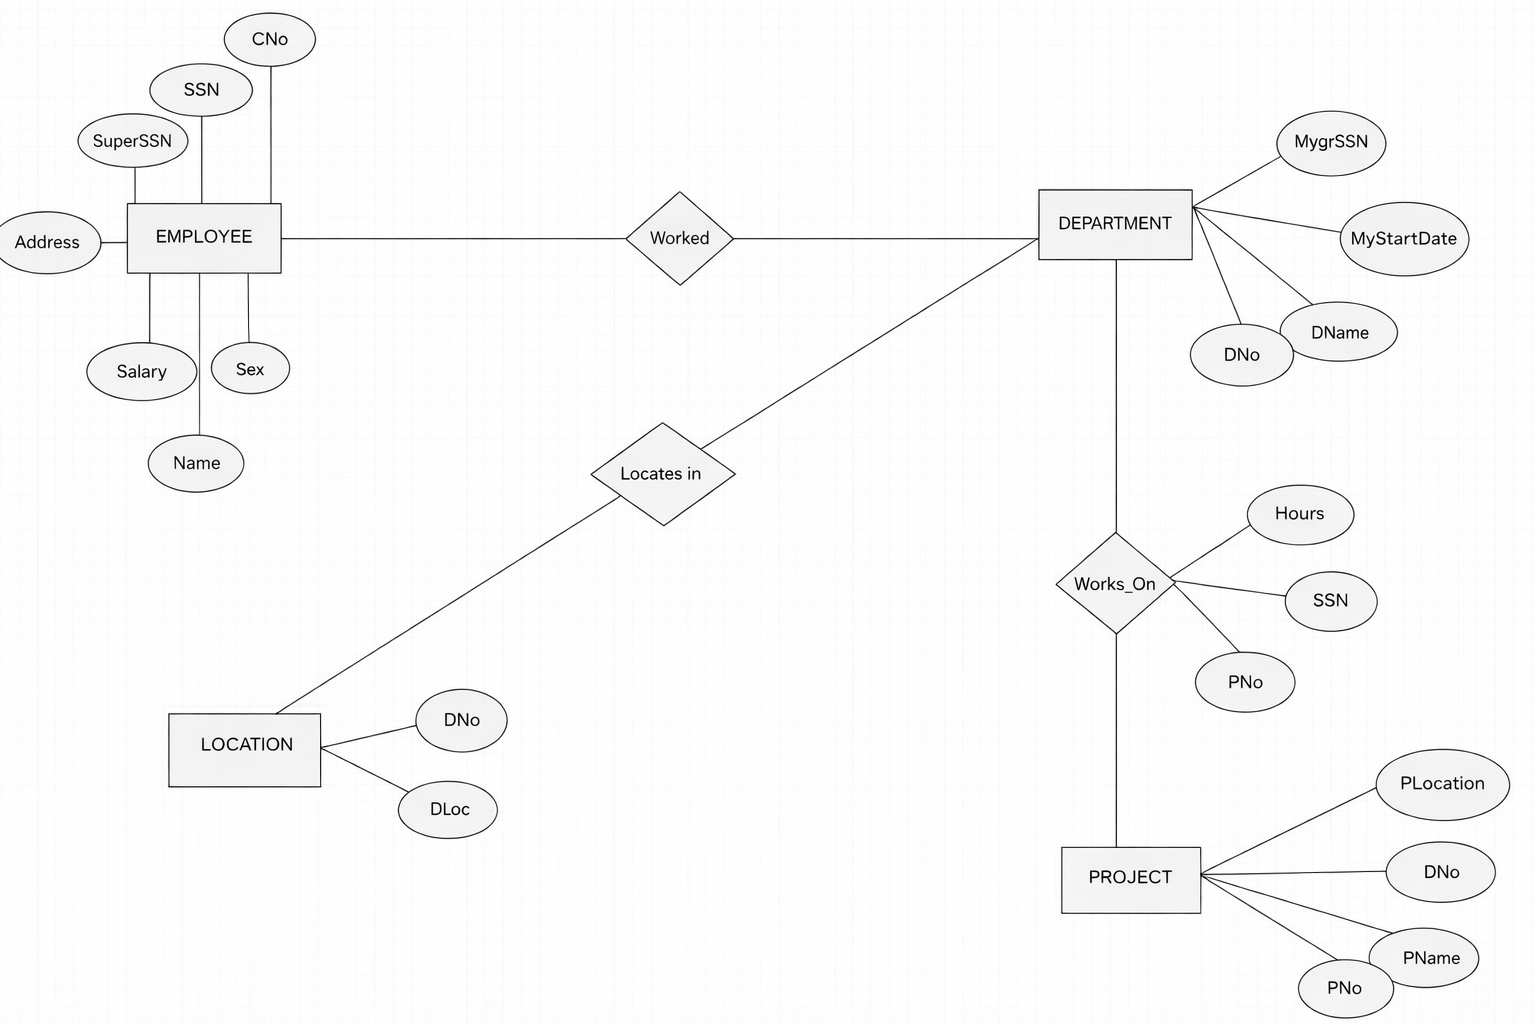 CNo
SSN
SuperSSN
Address
EMPLOYEE
Salary
Sex
Name
Worked
DEPARTMENT
MygrSSN
MyStartDate
DName
DNo
Locates in
Hours
Works_On
SSN
PNo
LOCATION
DNo
DLoc
PROJECT
PLocation
DNo
PName
PNo